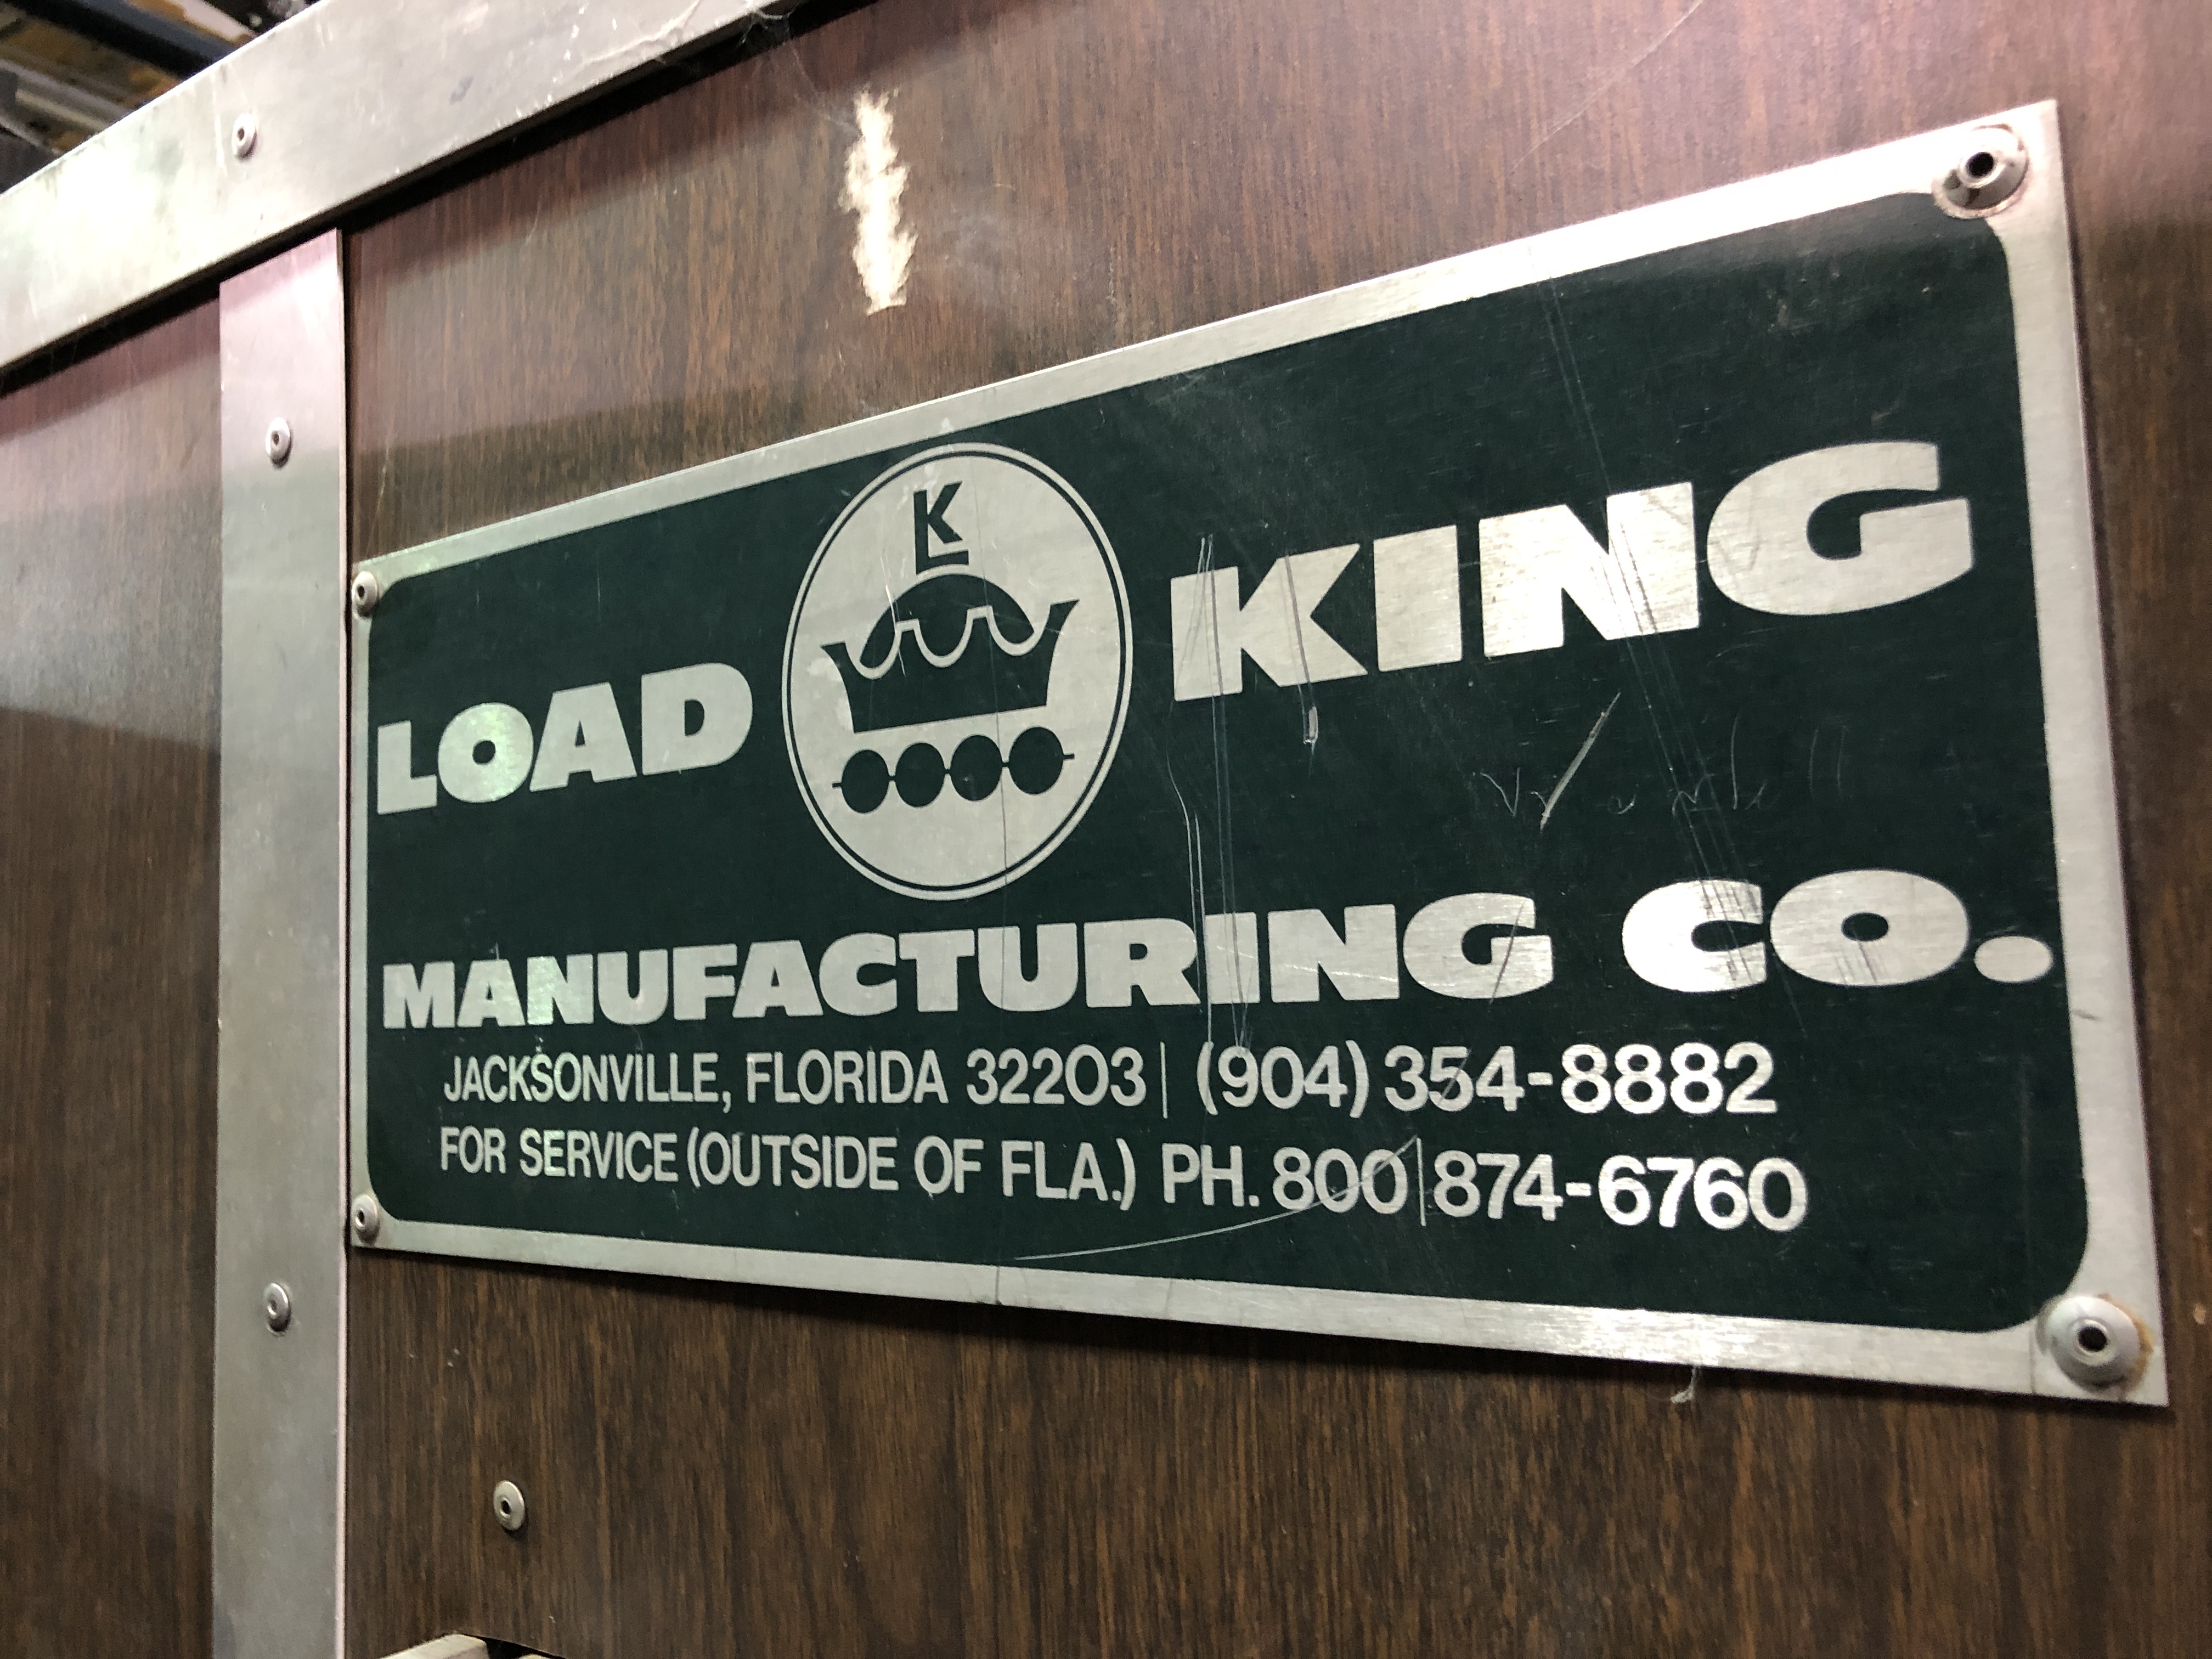 LK
LOAD KING
MANUFACTURING CO.
JACKSONVILLE, FLORIDA 32203 | (904) 354-8882
FOR SERVICE (OUTSIDE OF FLA.) PH. 800|874-6760